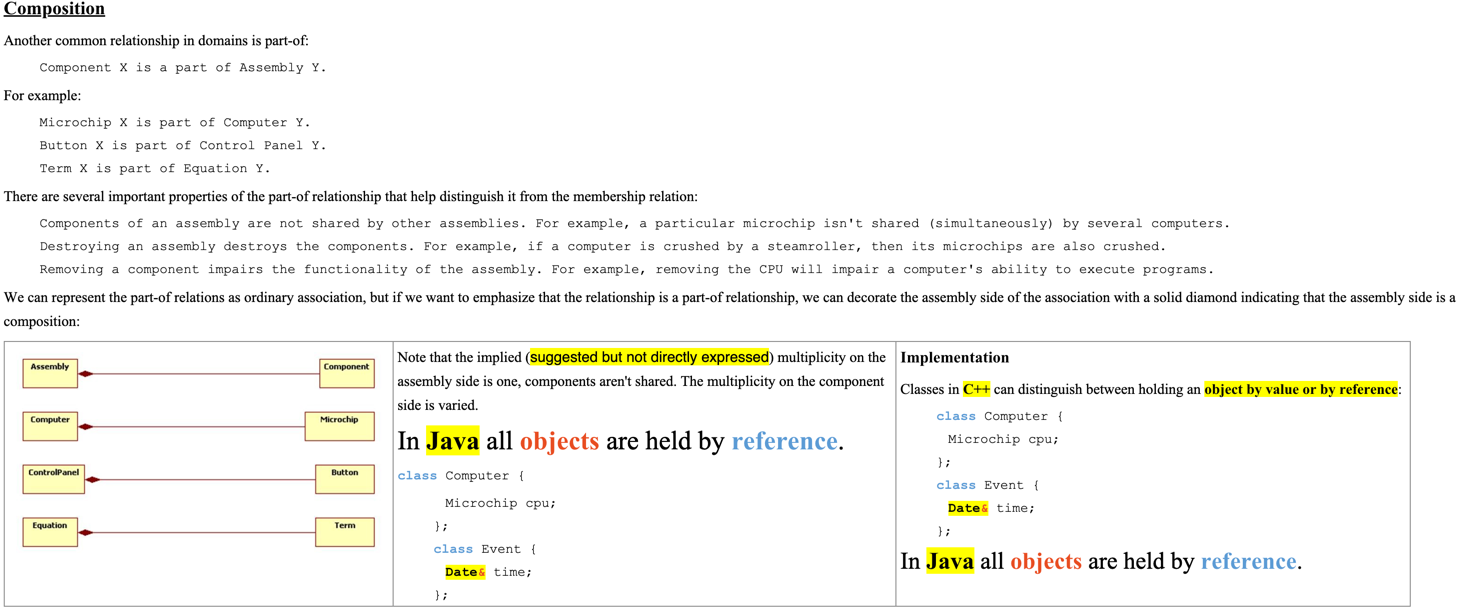 Composition
Another common relationship in domains is part-of:
Component X is a part of Assembly Y.
For example:
Microchip X is part of Computer Y.
Button X is part of Control Panel Y.
Term X is part of Equation Y.
There are several important properties of the part-of relationship that help distinguish it from the membership relation:
Components of an assembly are not shared by other assemblies. For example, a particular microchip isn't shared (simultaneously) by several computers.
Destroying an assembly destroys the components. For example, if a computer is crushed by a steamroller, then its microchips are also crushed.
Removing a component impairs the functionality of the assembly. For example, removing the CPU will impair a computer's ability to execute programs.
We can represent the part-of relations as ordinary association, but if we want to emphasize that the relationship is a part-of relationship, we can decorate the assembly side of the association with a solid diamond indicating that the assembly side is a
composition:
Assembly
Component
Computer
Microchip
ControlPanel
Button
Equation
Term
Note that the implied (suggested but not directly expressed) multiplicity on the
assembly side is one, components aren't shared. The multiplicity on the component
side is varied.
In Java all objects are held by reference.
class Computer {
Microchip cpu;
};
class Event {
Date& time;
};
Implementation
Classes in C++ can distinguish between holding an object by value or by reference:
class Computer {
Microchip cpu;
};
class Event {
Date& time;
};
In Java all objects are held by reference.